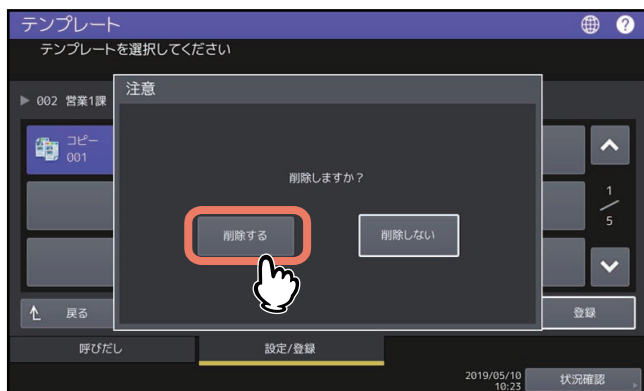 テンプレート
?
テンプレートを選択してください
002 営業1課
注意
コピー
001
削除しますか？
削除する
削除しない
1
5
戻る
登録
呼びだし
設定/登録
2019/05/10
10:23
状況確認